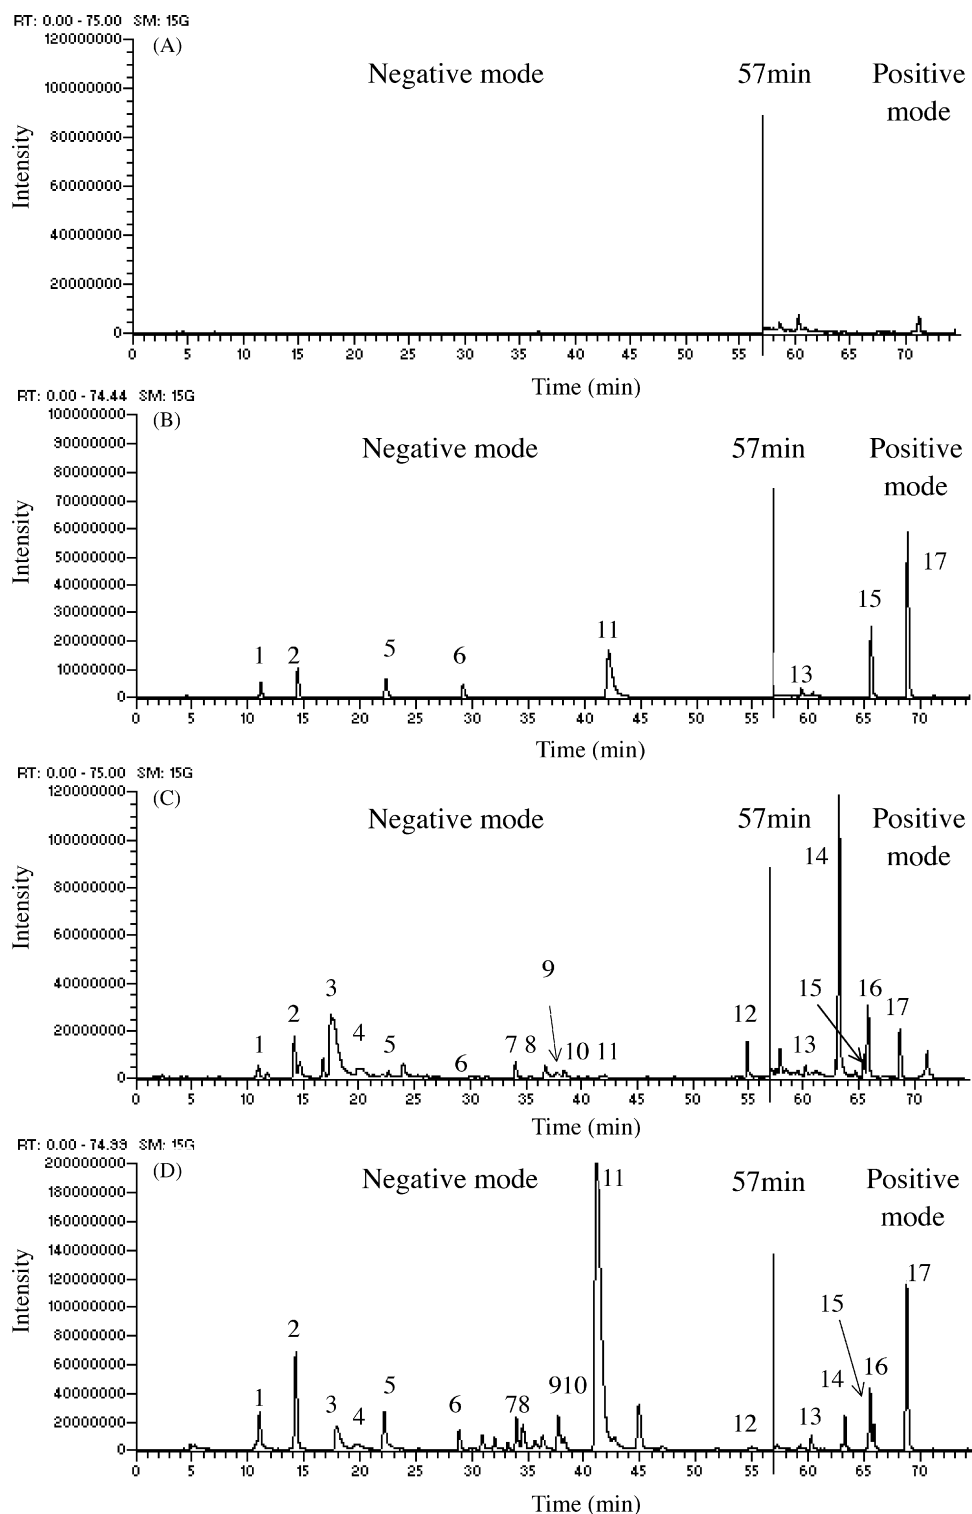 RT: 0.00 - 75.00 SM: 15G
(A)
Negative mode 57min Positive
mode
Intensity
120000000
100000000
80000000
60000000
40000000
20000000
0
0 5 10 15 20 25 30 35 40 45 50 55 60 65 70
Time (min)
RT: 0.00 - 74.44 SM: 15G
(B)
Negative mode 57min Positive
mode
Intensity
100000000
90000000
80000000
70000000
60000000
50000000
40000000
30000000
20000000
10000000
0
1 2 5 6 11 13 15 17
0 5 10 15 20 25 30 35 40 45 50 55 60 65 70
Time (min)
RT: 0.00 - 75.00 SM: 15G
(C)
Negative mode 57min Positive
mode
Intensity
120000000
100000000
80000000
60000000
40000000
20000000
0
1 2 3 4 5 6 7 8 9 10 11 12 13 14 15 16 17
0 5 10 15 20 25 30 35 40 45 50 55 60 65 70
Time (min)
RT: 0.00 - 74.99 SM: 15G
(D)
Negative mode 57min Positive
mode
Intensity
200000000
180000000
160000000
140000000
120000000
100000000
80000000
60000000
40000000
20000000
0
1 2 3 4 5 6 78 910 11 12 13 14 15 16 17
0 5 10 15 20 25 30 35 40 45 50 55 60 65 70
Time (min)